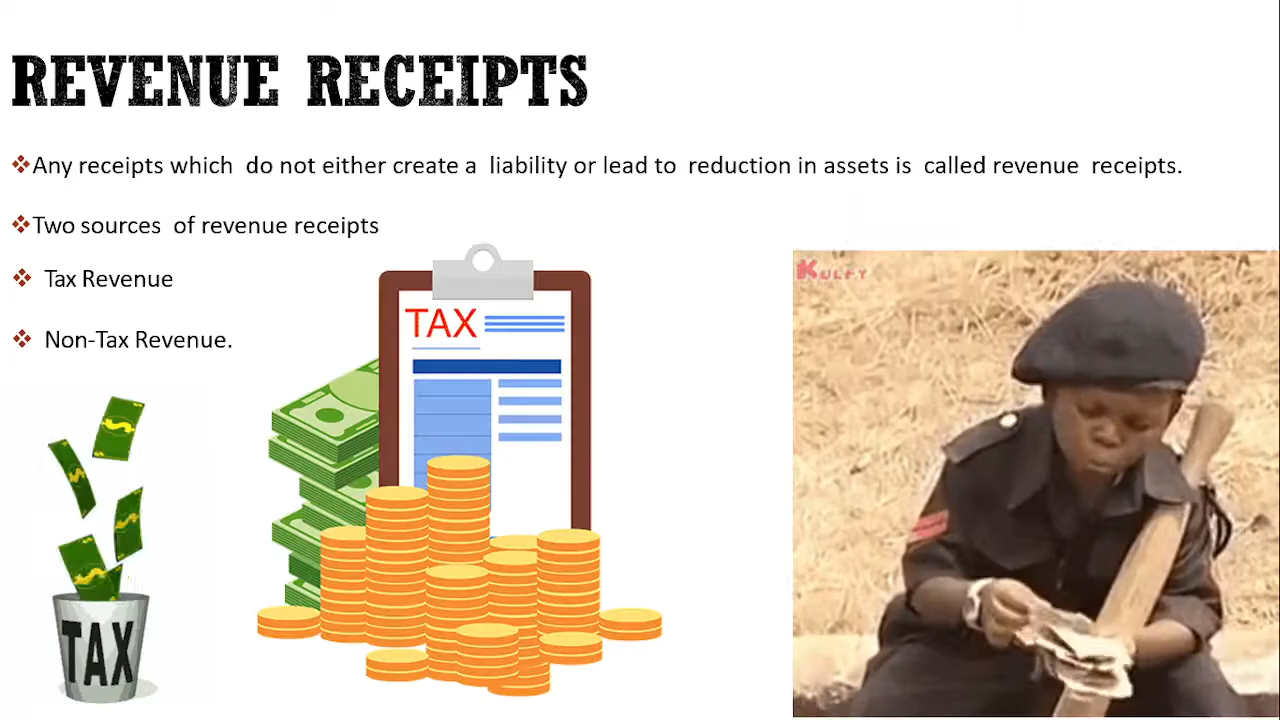 REVENUE RECEIPTS
Any receipts which do not either create a liability or lead to reduction in assets is called revenue receipts.
Two sources of revenue receipts
Tax Revenue
Non-Tax Revenue.
TAX
KULFY
TAX